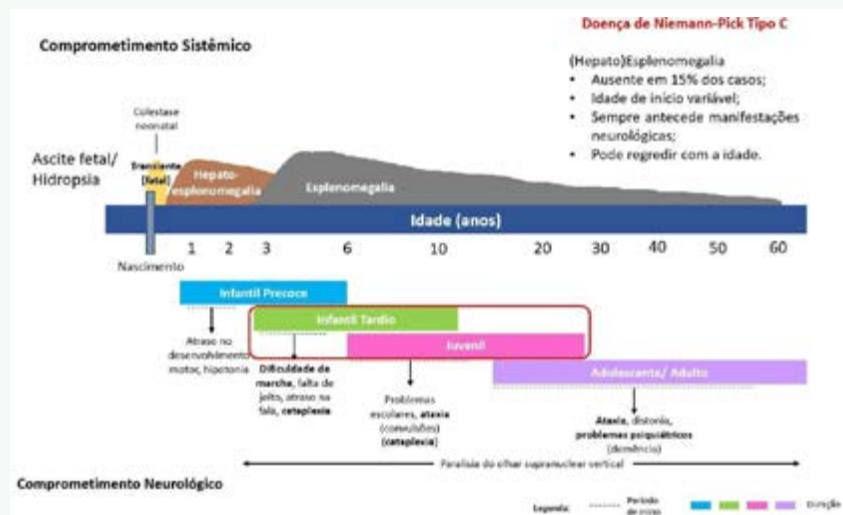 Doença de Niemann-Pick Tipo C
Comprometimento Sistêmico
(Hepato)Esplenomegalia
• Ausente em 15% dos casos;
• Idade de início variável;
• Sempre antecede manifestações
neurológicas;
• Pode regredir com a idade.
Colestase
neonatal
Ascite fetal/
Hidropsia
Transiente
(fatal)
Hepato-
esplenomegalia
Esplenomegalia
Idade (anos)
1 2 3 6 10 20 30 40 50 60
Nascimento
Infantil Precoce
Infantil Tardio
Juvenil
Adolescente/ Adulto
Atraso no
desenvolvimento
motor, hipotonia
Dificuldade da
marcha, falta de
jeito, atraso na
fala, cataplexia
Problemas
escolares, ataxia
(convulsões)
(cataplexia)
Ataxia, distonia,
problemas psiquiátricos
(demência)
Paralisia do olhar supranuclear vertical
Comprometimento Neurológico
Legenda: Período
de início
Duração